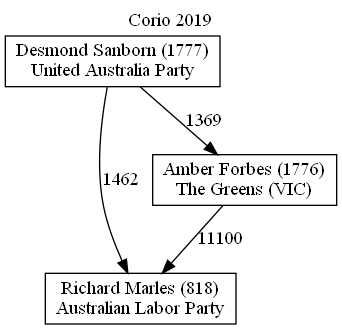 Corio 2019
Desmond Sanborn (1777)
United Australia Party
1369
Amber Forbes (1776)
The Greens (VIC)
1462
11100
Richard Marles (818)
Australian Labor Party